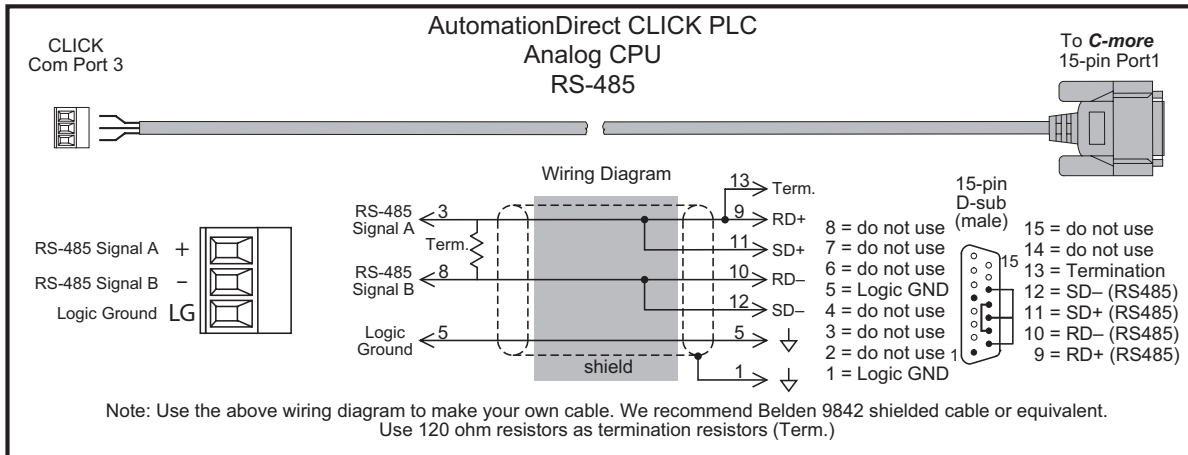 AutomationDirect CLICK PLC
Analog CPU
RS-485
CLICK
Com Port 3
To C-more
15-pin Port1
Wiring Diagram
RS-485 Signal A +
RS-485 Signal B –
Logic Ground LG
RS-485
Signal A
3
Term.
RS-485
Signal B
8
Logic
Ground
5
shield
13
Term.
9
RD+
11
SD+
10
RD–
12
SD–
5
1
8 = do not use
7 = do not use
6 = do not use
5 = Logic GND
4 = do not use
3 = do not use
2 = do not use
1 = Logic GND
15-pin
D-sub
(male)
15
1
15 = do not use
14 = do not use
13 = Termination
12 = SD– (RS485)
11 = SD+ (RS485)
10 = RD– (RS485)
9 = RD+ (RS485)
Note: Use the above wiring diagram to make your own cable. We recommend Belden 9842 shielded cable or equivalent.
Use 120 ohm resistors as termination resistors (Term.)